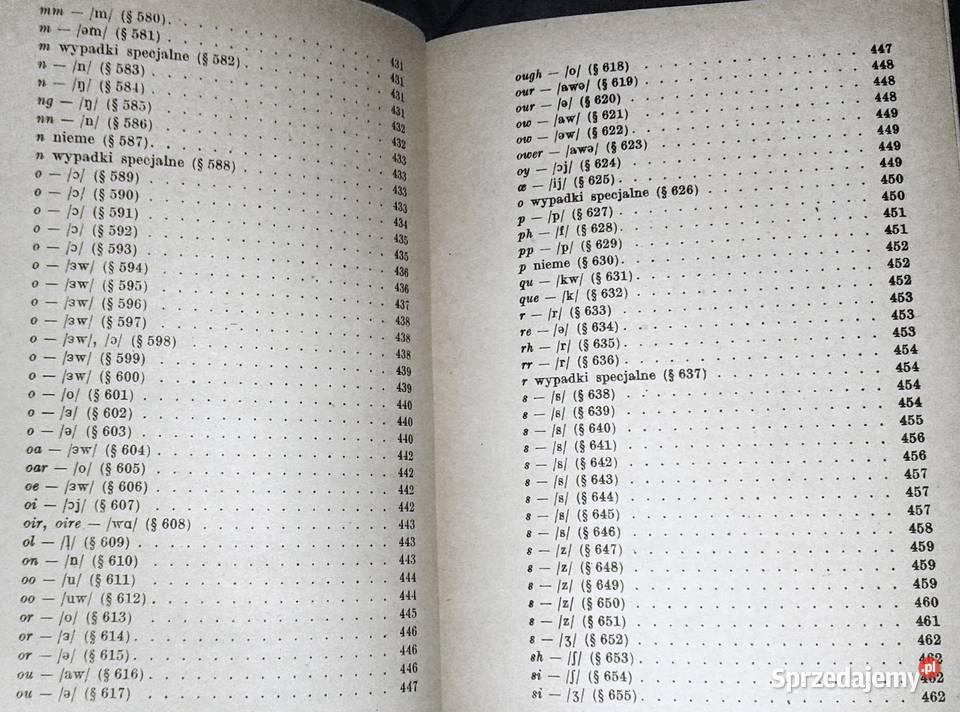 mm — /m/ (§ 580). . . . 431
m — /əm/ (§ 581) . . . 431
m wypadki specjalne (§ 582). . . . 431
n — /n/ (§ 583) . . . 431
n — /ŋ/ (§ 584) . . . 432
ng — /ŋ/ (§ 585) . . . 432
nn — /n/ (§ 586) . . . 433
n nieme (§ 587). . . . 433
n wypadki specjalne (§ 588) . . . 433
o — /ɔ/ (§ 589) . . . 433
o — /ɔ/ (§ 590) . . . 434
o — /ɔ/ (§ 591) . . . 435
o — /ɔ/ (§ 592) . . . 435
o — /ɔ/ (§ 593) . . . 436
o — /ɜw/ (§ 594) . . . 436
o — /ɜw/ (§ 595) . . . 437
o — /ɜw/ (§ 596) . . . 438
o — /ɜw/ (§ 597) . . . 438
o — /ɜw/, /ɔ/ (§ 598) . . . 438
o — /ɜw/ (§ 599) . . . 439
o — /ɜw/ (§ 600) . . . 439
o — /o/ (§ 601) . . . 440
o — /ɜ/ (§ 602) . . . 440
o — /ə/ (§ 603) . . . 440
oa — /ɜw/ (§ 604) . . . 442
oar — /o/ (§ 605) . . . 442
oe — /ɜw/ (§ 606) . . . 442
oi — /ɔj/ (§ 607) . . . 442
oir, oire — /wɑ/ (§ 608) . . . 443
ol — /l̩/ (§ 609) . . . 443
on — /n/ (§ 610) . . . 443
oo — /u/ (§ 611) . . . 444
oo — /uw/ (§ 612) . . . 444
or — /o/ (§ 613) . . . 445
or — /ɜ/ (§ 614) . . . 446
or — /ə/ (§ 615) . . . 446
ou — /aw/ (§ 616) . . . 446
ou — /ə/ (§ 617) . . . 447
ough — /o/ (§ 618) . . . 447
our — /awə/ (§ 619) . . . 448
our — /ə/ (§ 620) . . . 448
ow — /aw/ (§ 621) . . . 448
ow — /əw/ (§ 622) . . . 449
ower — /awə/ (§ 623) . . . 449
oy — /ɔj/ (§ 624) . . . 449
œ — /ij/ (§ 625) . . . 449
o wypadki specjalne (§ 626) . . . 450
p — /p/ (§ 627) . . . 450
ph — /f/ (§ 628) . . . 451
pp — /p/ (§ 629) . . . 451
p nieme (§ 630). . . . 452
qu — /kw/ (§ 631) . . . 452
que — /k/ (§ 632) . . . 452
r — /r/ (§ 633) . . . 453
re — /ə/ (§ 634) . . . 453
rh — /r/ (§ 635) . . . 453
rr — /r/ (§ 636) . . . 454
r wypadki specjalne (§ 637) . . . 454
s — /s/ (§ 638) . . . 454
s — /s/ (§ 639) . . . 454
s — /s/ (§ 640) . . . 455
s — /s/ (§ 641) . . . 456
s — /s/ (§ 642) . . . 456
s — /s/ (§ 643) . . . 457
s — /s/ (§ 644) . . . 457
s — /s/ (§ 645) . . . 457
s — /s/ (§ 646) . . . 458
s — /z/ (§ 647) . . . 459
s — /z/ (§ 648) . . . 459
s — /z/ (§ 649) . . . 459
s — /z/ (§ 650) . . . 460
s — /z/ (§ 651) . . . 461
s — /ʒ/ (§ 652) . . . 462
sh — /ʃ/ (§ 653) . . . 462
si — /ʃ/ (§ 654) . . . 462
si — /ʒ/ (§ 655) . . . 462
Sprzedajemy.pl